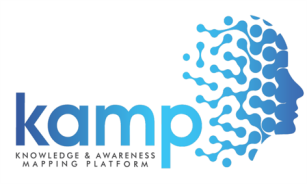 kamp
KNOWLEDGE & AWARENESS
MAPPING PLATFORM